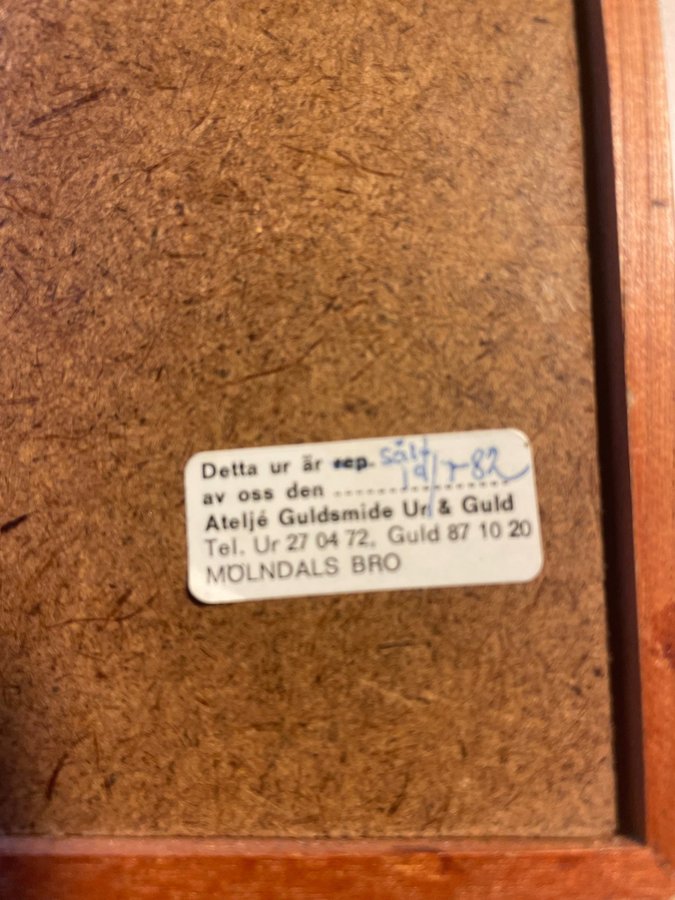 Detta ur är rep. sålt
av oss den 19/7-82
Ateljé Guldsmide Ur & Guld
Tel. Ur 27 04 72, Guld 87 10 20
MÖLNDALS BRO